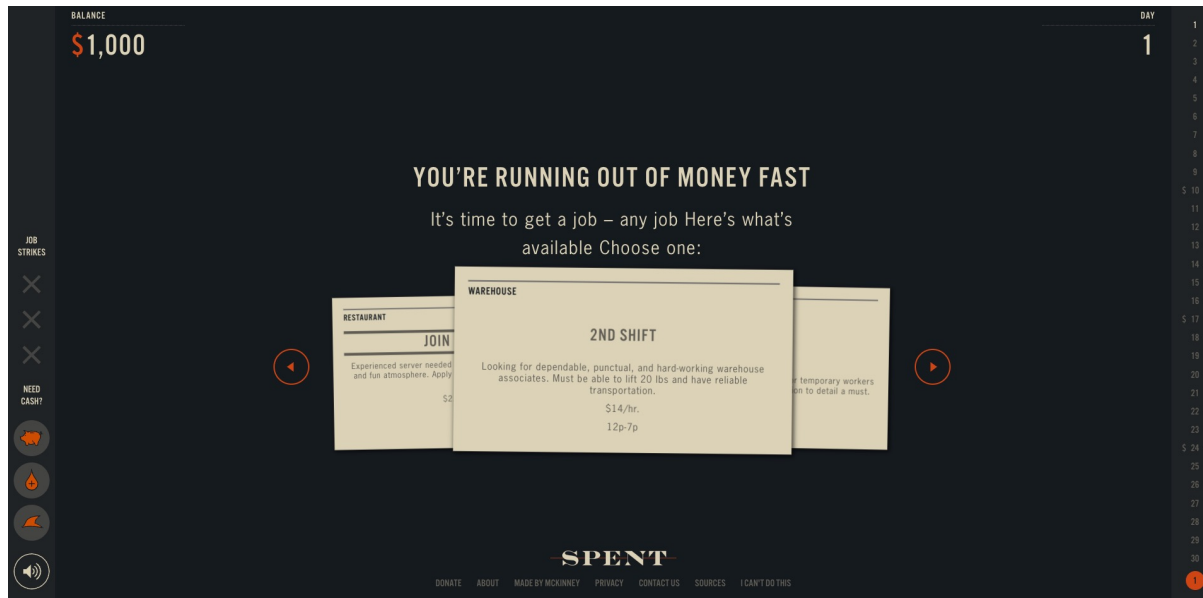 BALANCE
$1,000
DAY
1
YOU'RE RUNNING OUT OF MONEY FAST
It's time to get a job – any job Here's what's
available Choose one:
RESTAURANT
JOIN
Experienced server needed
and fun atmosphere. Apply
$2
WAREHOUSE
2ND SHIFT
Looking for dependable, punctual, and hard-working warehouse
associates. Must be able to lift 20 lbs and have reliable
transportation.
$14/hr.
12p-7p
temporary workers
to detail a must.
JOB
STRIKES
NEED
CASH?
1
2
3
4
5
6
7
8
9
$ 10
11
12
13
14
15
16
$ 17
18
19
20
21
22
23
$ 24
25
26
27
28
29
30
1
SPENT
DONATE ABOUT MADE BY MCKINNEY PRIVACY CONTACT US SOURCES I CAN'T DO THIS